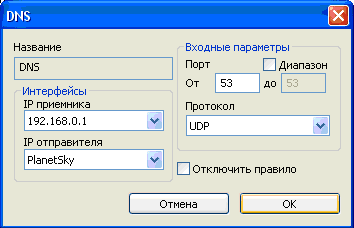 DNS
Название
DNS
Интерфейсы
IP приемника
192.168.0.1
IP отправителя
PlanetSky
Входные параметры
Порт
Диапазон
От 53 до 53
Протокол
UDP
Отключить правило
Отмена
OK